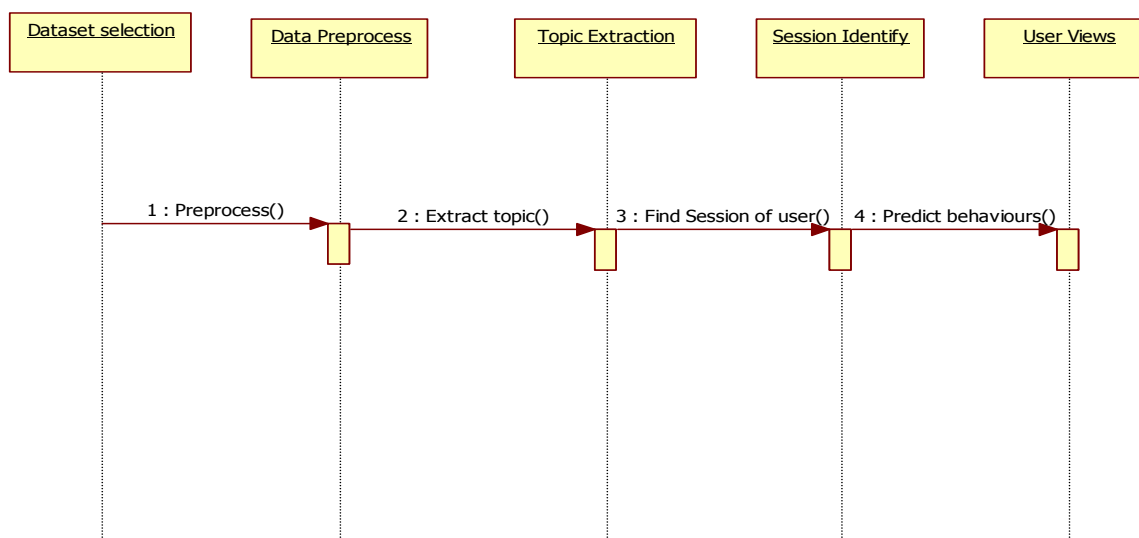 Dataset selection
Data Preprocess
Topic Extraction
Session Identify
User Views
1 : Preprocess()
2 : Extract topic()
3 : Find Session of user()
4 : Predict behaviours()